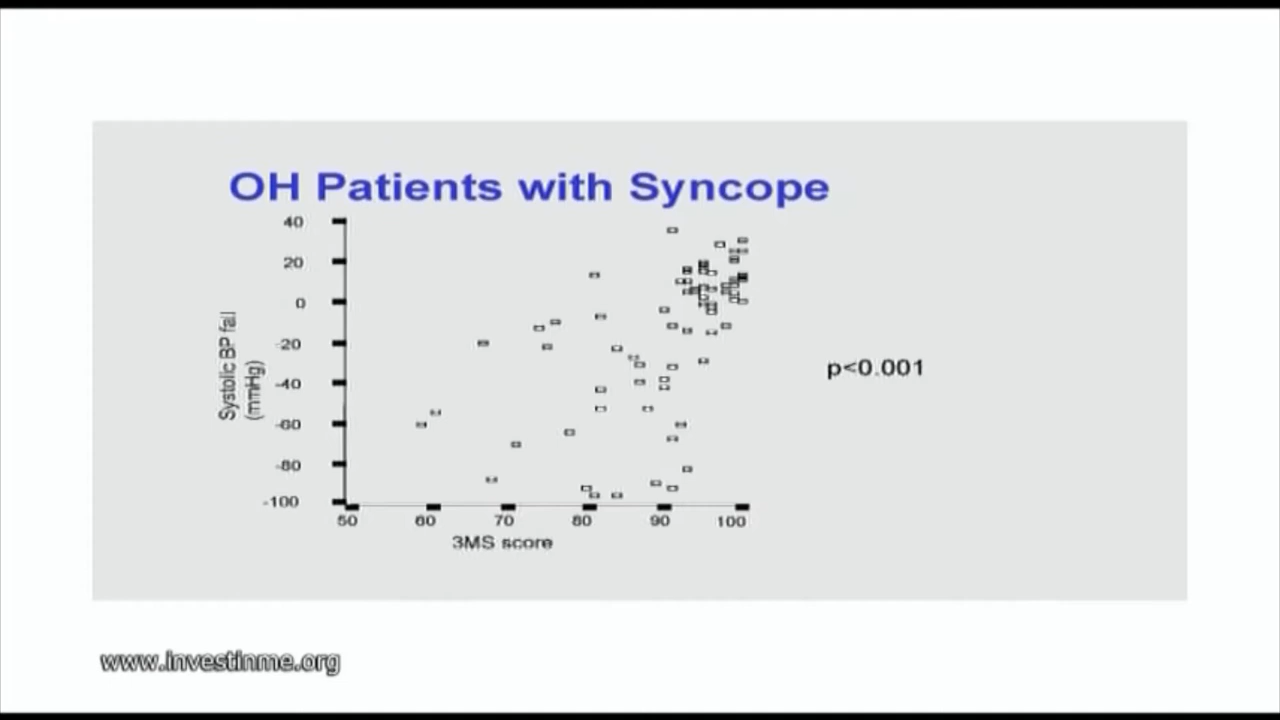 OH Patients with Syncope
40
20
0
-20
-40
-60
-80
-100
Systolic BP fall
(mmHg)
p<0.001
50 60 70 80 90 100
3MS score
www.investinme.org